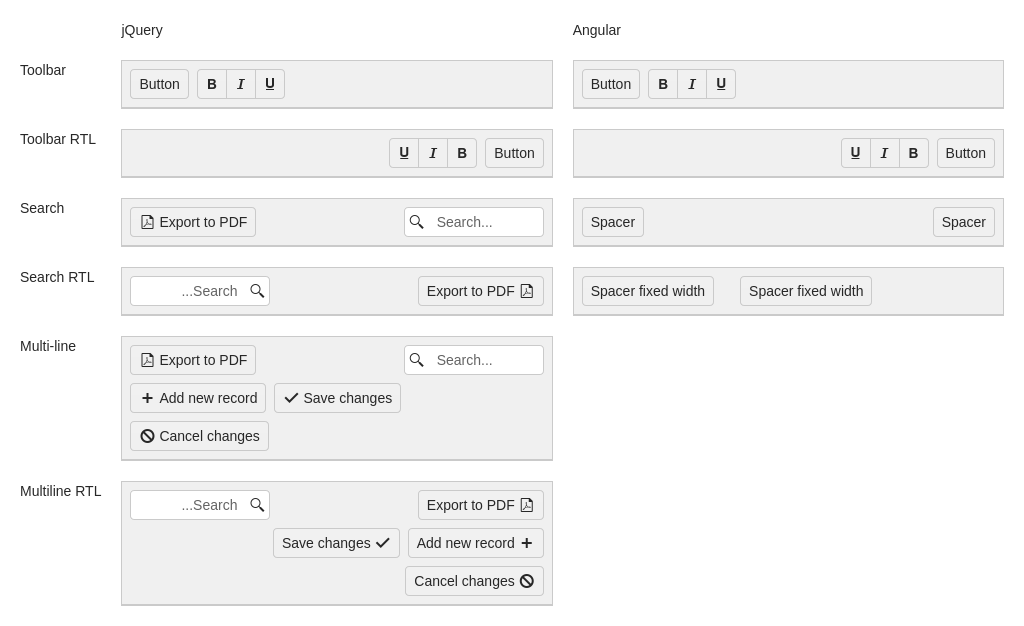 jQuery Angular
Toolbar Button B I U Button B I U
Toolbar RTL U I B Button U I B Button
Search Export to PDF Search... Spacer Spacer
Search RTL ...Search Export to PDF Spacer fixed width Spacer fixed width
Multi-line Export to PDF Search...
Add new record Save changes
Cancel changes
Multiline RTL ...Search Export to PDF
Save changes Add new record
Cancel changes